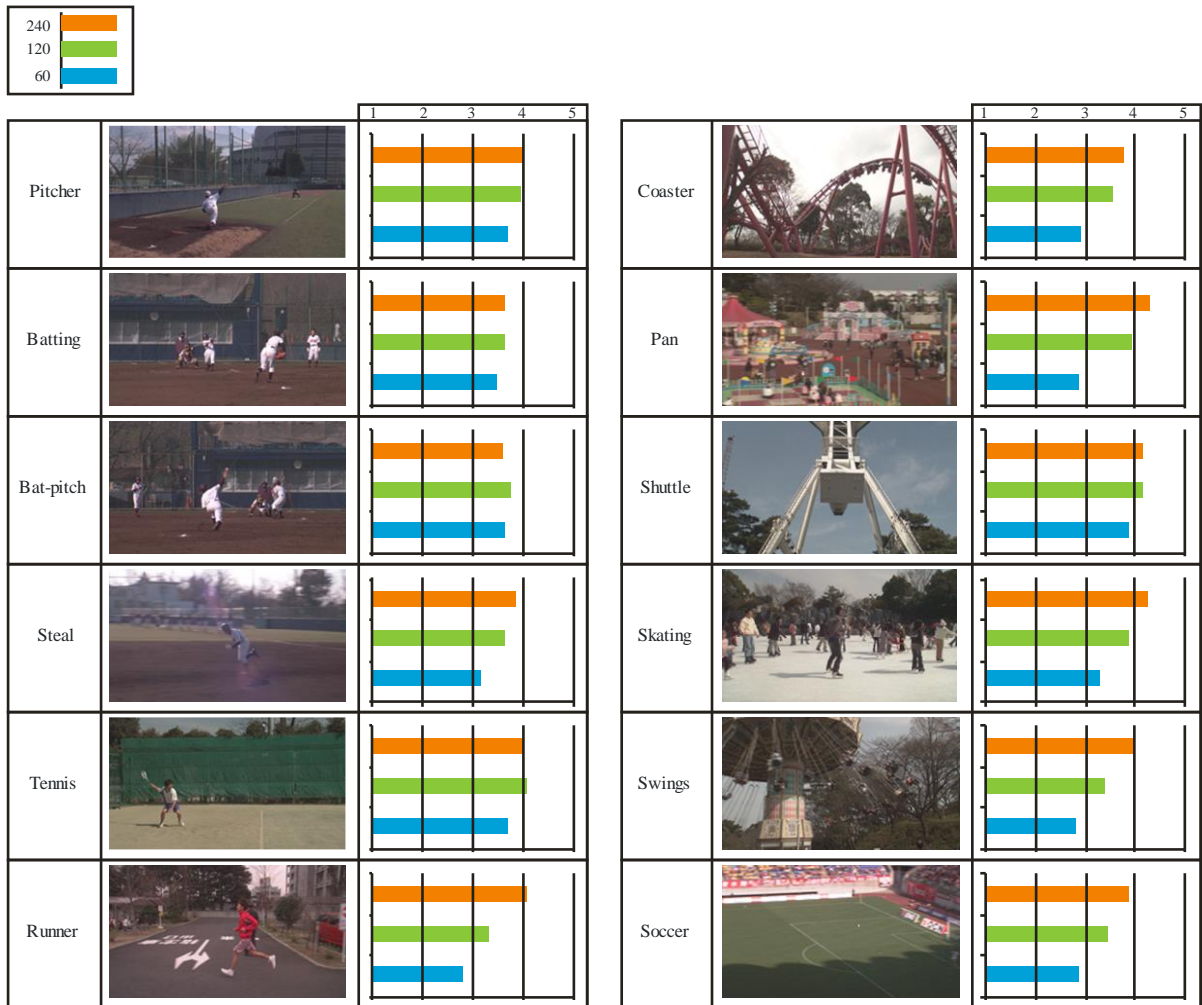 240
120
60
1 2 3 4 5
Pitcher
Batting
Bat-pitch
Steal
Tennis
Runner
1 2 3 4 5
Coaster
Pan
Shuttle
Skating
Swings
Soccer